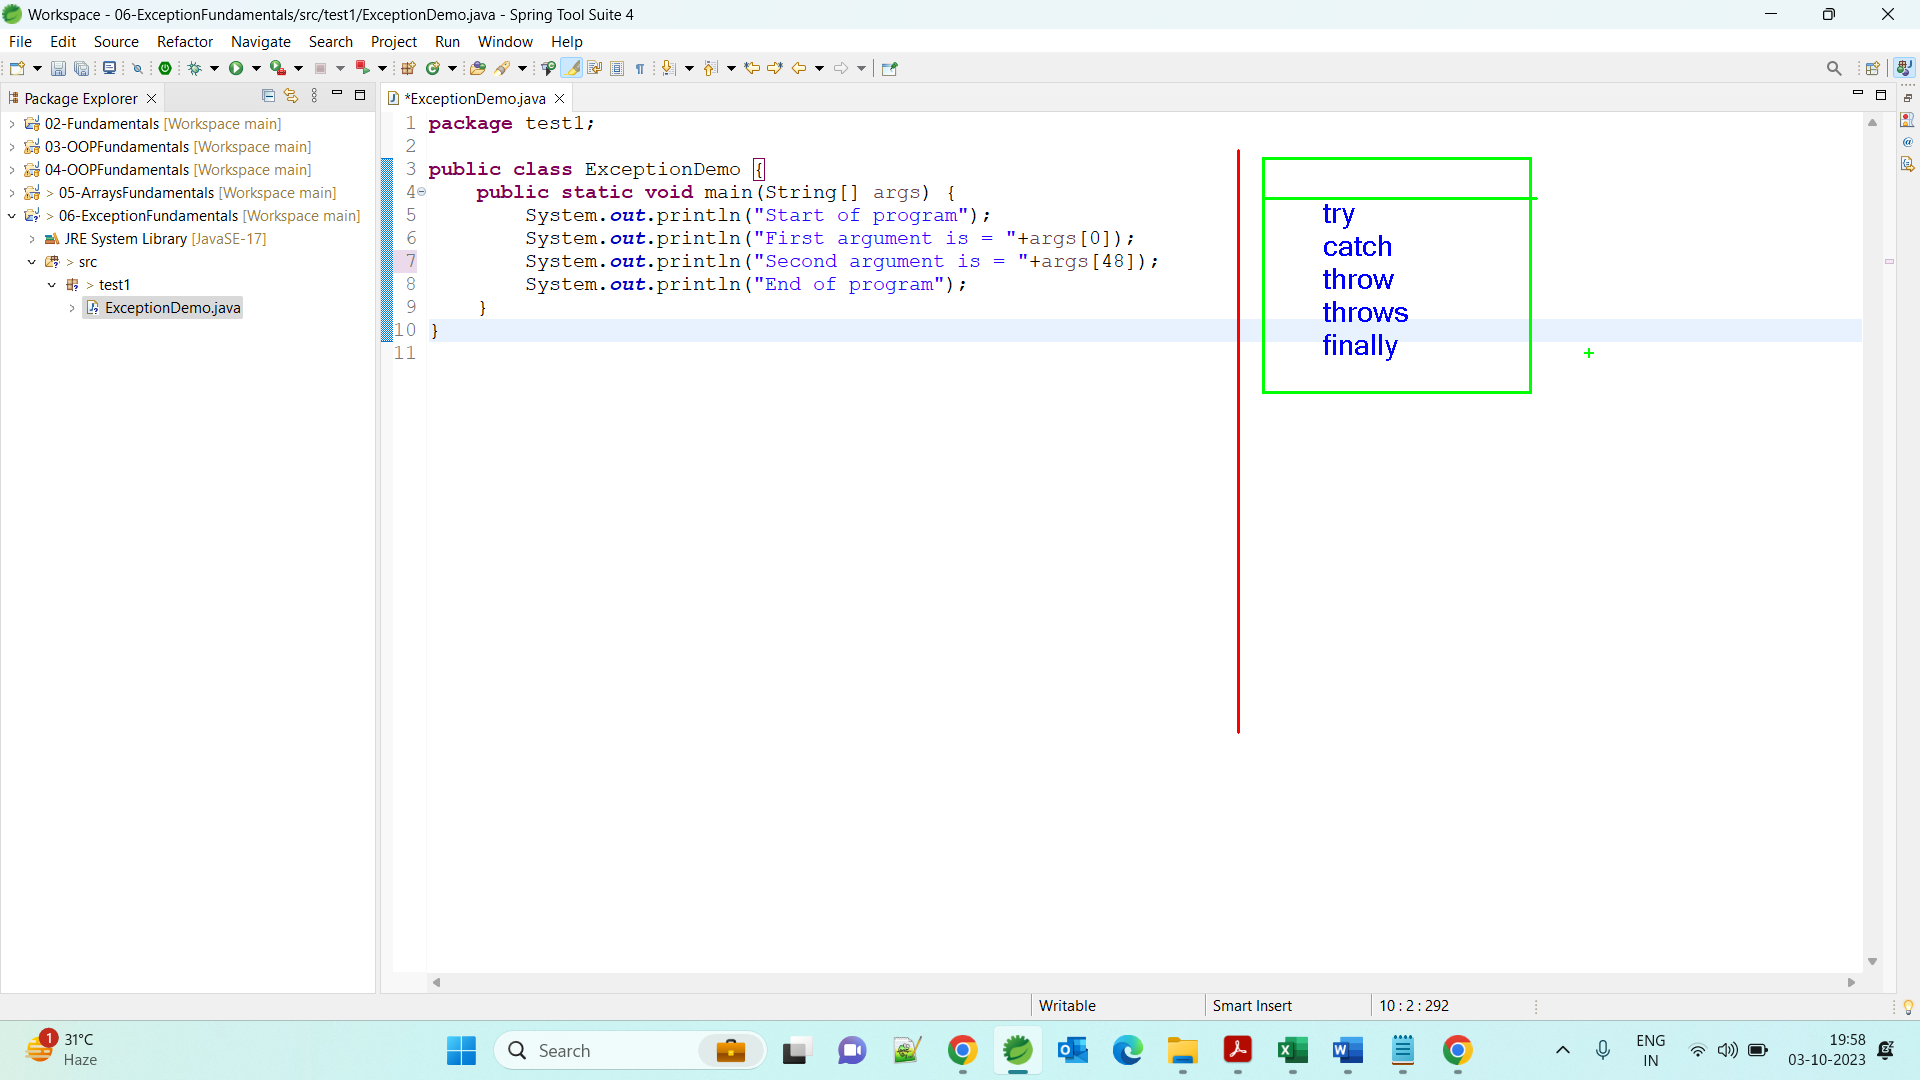 Workspace - 06-ExceptionFundamentals/src/test1/ExceptionDemo.java - Spring Tool Suite 4
File Edit Source Refactor Navigate Search Project Run Window Help
Package Explorer
02-Fundamentals [Workspace main]
03-OOPFundamentals [Workspace main]
04-OOPFundamentals [Workspace main]
> 05-ArraysFundamentals [Workspace main]
> 06-ExceptionFundamentals [Workspace main]
JRE System Library [JavaSE-17]
> src
> test1
ExceptionDemo.java
*ExceptionDemo.java
1 package test1;
2
3 public class ExceptionDemo {
4 public static void main(String[] args) {
5 System.out.println("Start of program");
6 System.out.println("First argument is = "+args[0]);
7 System.out.println("Second argument is = "+args[48]);
8 System.out.println("End of program");
9 }
10 }
11
try
catch
throw
throws
finally
Writable Smart Insert 10 : 2 : 292
1
31°C
Haze
Search
ENG
IN
19:58
03-10-2023